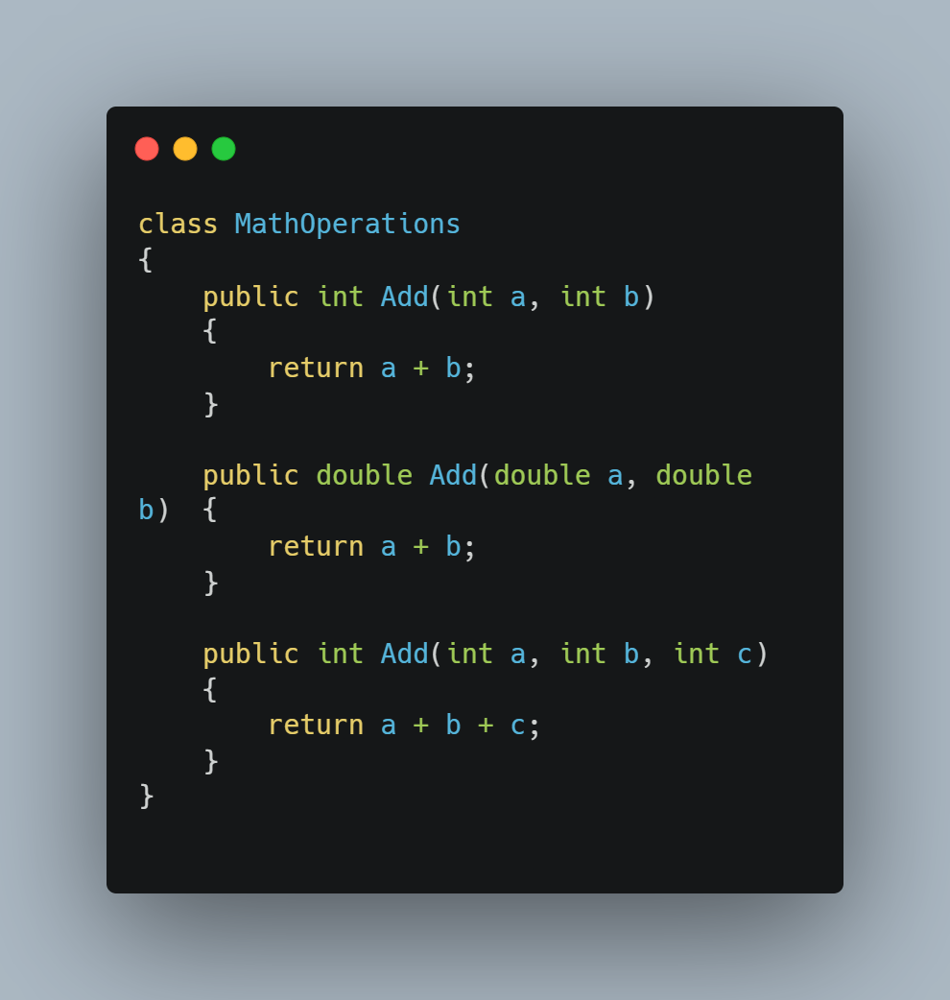 class MathOperations
{
    public int Add(int a, int b)
    {
        return a + b;
    }

    public double Add(double a, double
b)  {
        return a + b;
    }

    public int Add(int a, int b, int c)
    {
        return a + b + c;
    }
}